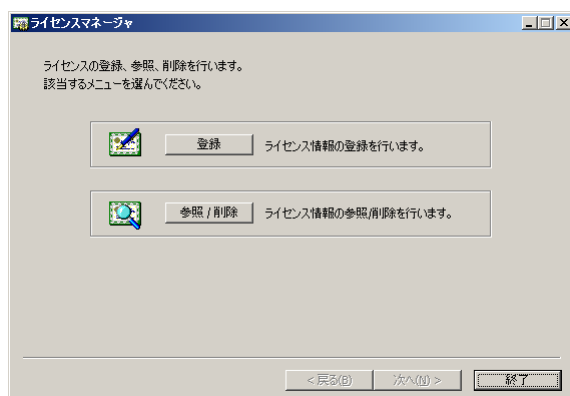 ライセンスマネージャ
ライセンスの登録、参照、削除を行います。
該当するメニューを選んでください。
登録 ライセンス情報の登録を行います。
参照 / 削除 ライセンス情報の参照/削除を行います。
< 戻る(B) 次へ(N) > 終了